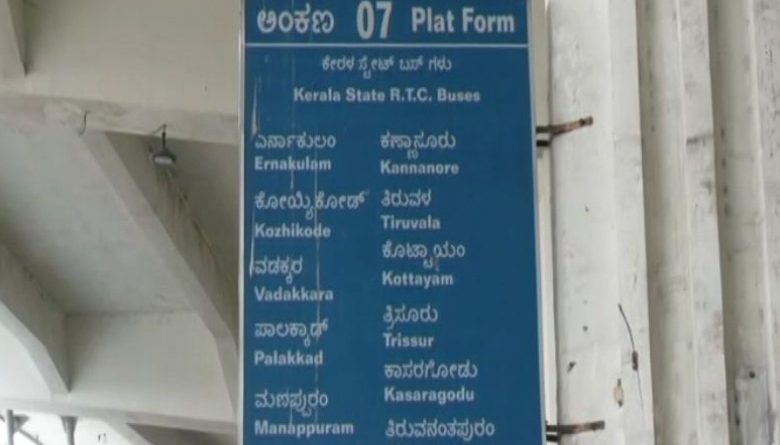 ಅಂಕಣ 07 Plat Form
ಕೇರಳ ಸ್ಟೇಟ್ ಬಸ್ ಗಳು
Kerala State R.T.C. Buses
ಎರ್ನಾಕುಲಂ
Ernakulam
ಕೋಯ್ಯಿಕೋಡ್
Kozhikode
ವಡಕ್ಕರ
Vadakkara
ಪಾಲಕ್ಕಾಡ್
Palakkad
ಮಣಪ್ಪುರಂ
Manappuram
ಕಣ್ಣಾನೂರು
Kannanore
ತಿರುವಳ
Tiruvala
ಕೊಟ್ಟಾಯಂ
Kottayam
ತ್ರಿಸೂರು
Trissur
ಕಾಸರಗೋಡು
Kasaragodu
ತಿರುವನಂತಪುರಂ